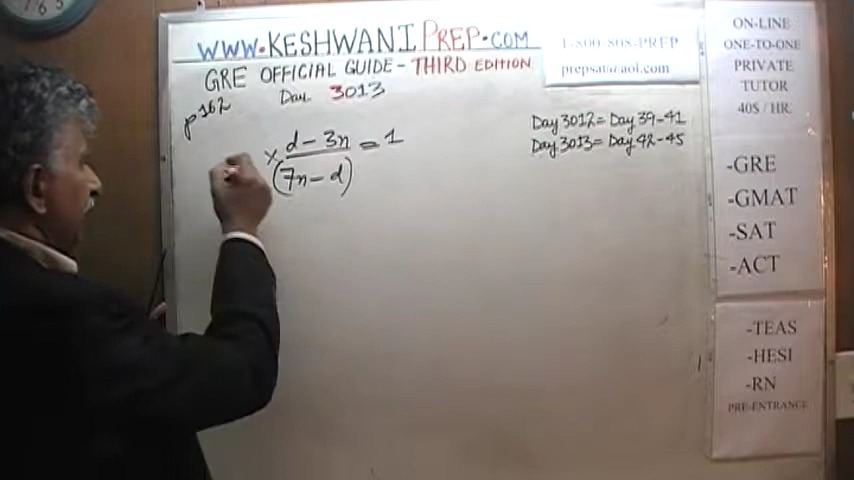 WWW.KESHWANIPREP.COM
GRE OFFICIAL GUIDE - THIRD EDITION
Day 3013
p162
d - 3n = 1
(7n - d)
Day 3012 = Day 39-41
Day 3013 = Day 42-45
1-800-808-PREP
prepsat@aol.com
ON-LINE
ONE-TO-ONE
PRIVATE
TUTOR
40$ / HR.
-GRE
-GMAT
-SAT
-ACT
-TEAS
-HESI
-RN
PRE-ENTRANCE